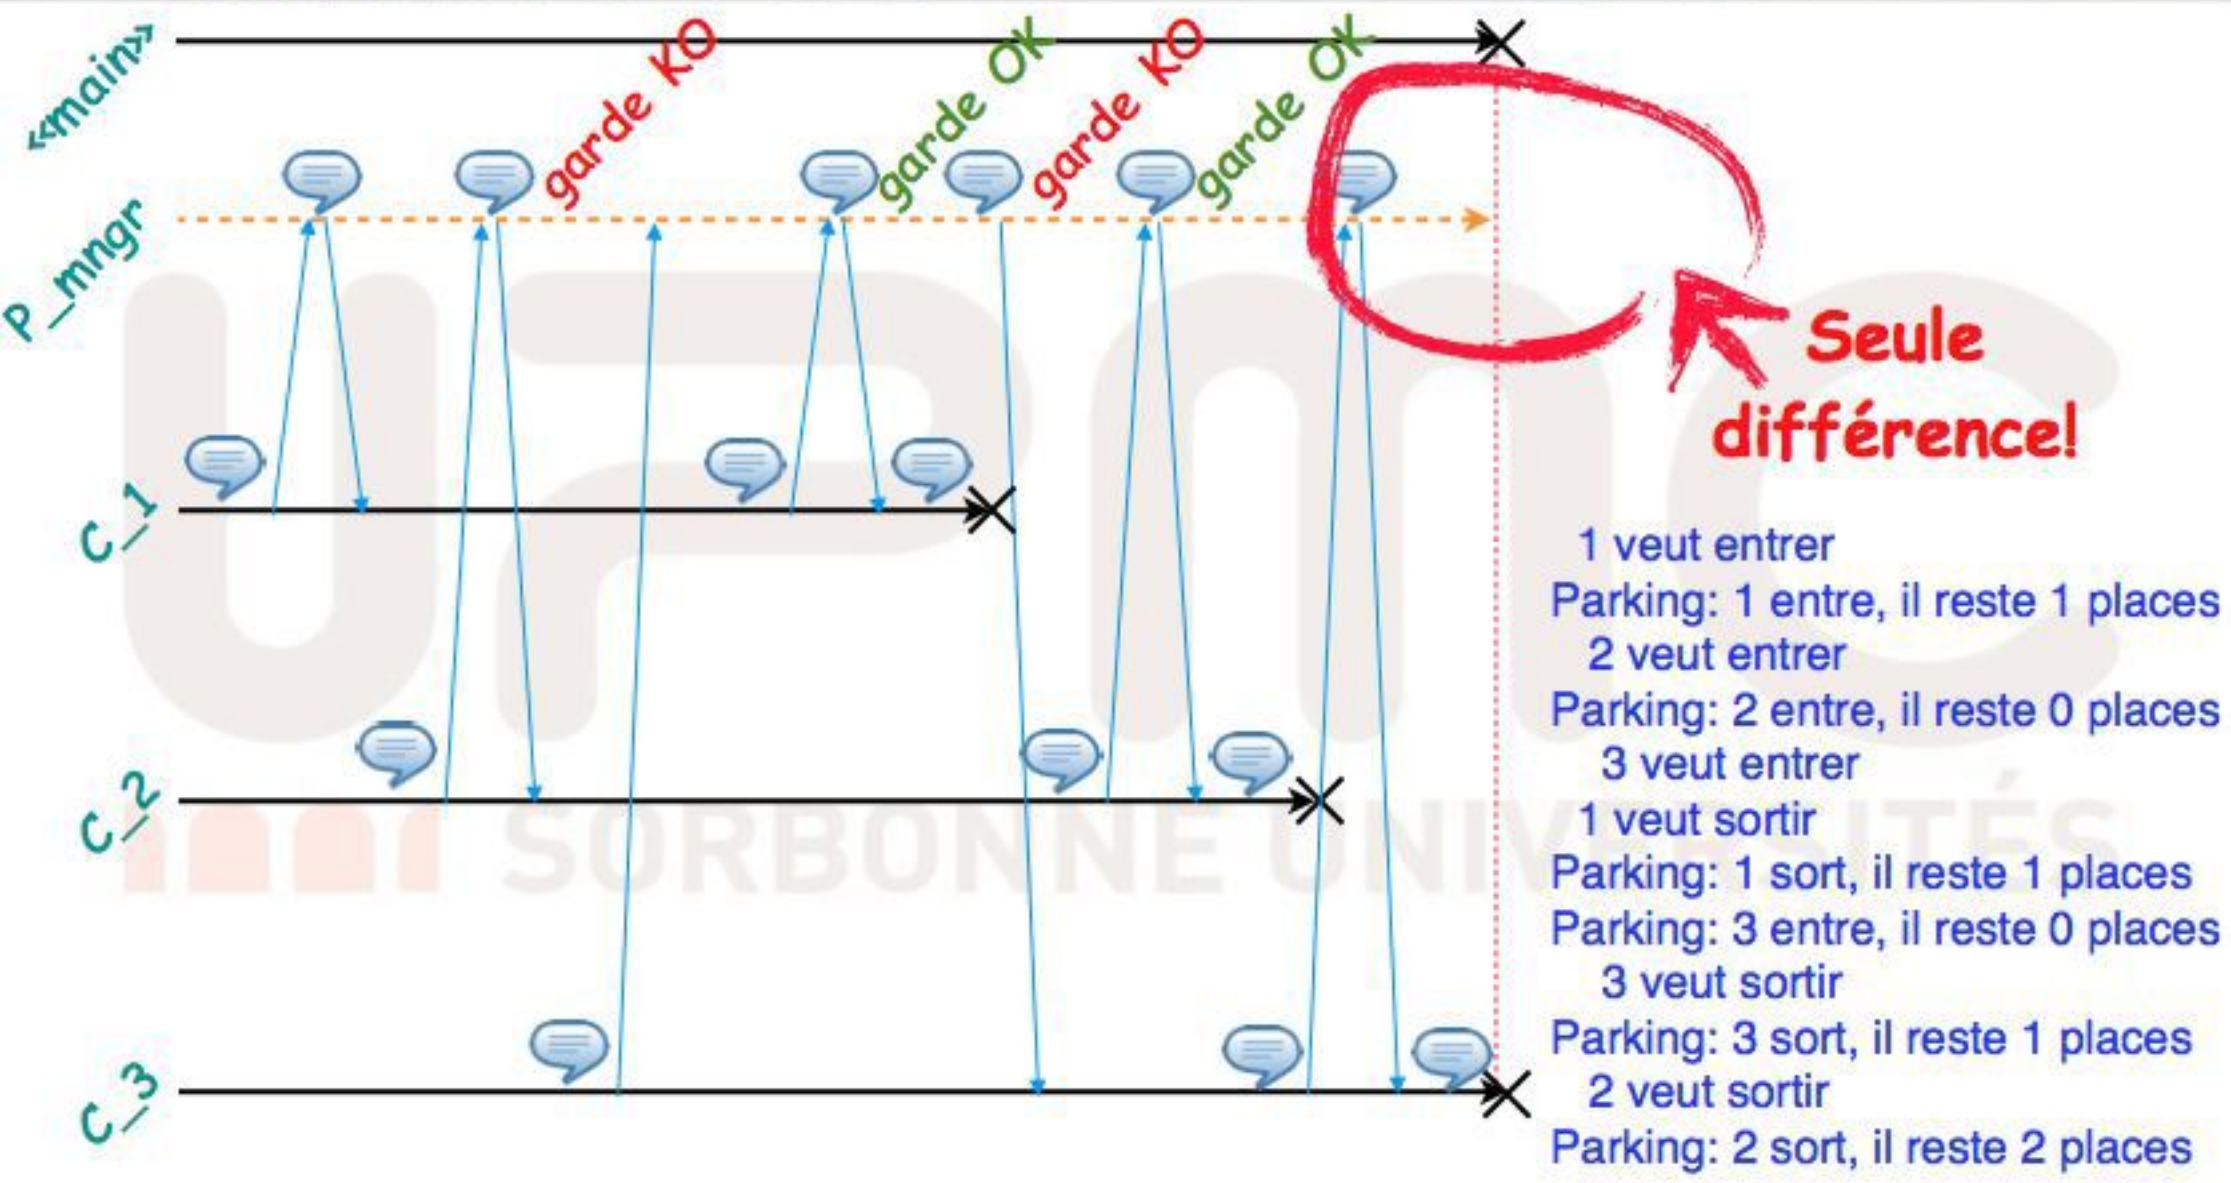 «main»
garde KO
garde OK
garde KO
garde OK
P_mngr
Seule
différence!
C_1
C_2
C_3
1 veut entrer
Parking: 1 entre, il reste 1 places
2 veut entrer
Parking: 2 entre, il reste 0 places
3 veut entrer
1 veut sortir
Parking: 1 sort, il reste 1 places
Parking: 3 entre, il reste 0 places
3 veut sortir
Parking: 3 sort, il reste 1 places
2 veut sortir
Parking: 2 sort, il reste 2 places
UPMC
SORBONNE UNIVERSITÉS